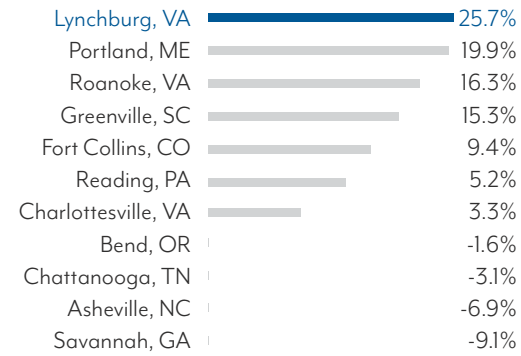 Lynchburg, VA 25.7%
Portland, ME 19.9%
Roanoke, VA 16.3%
Greenville, SC 15.3%
Fort Collins, CO 9.4%
Reading, PA 5.2%
Charlottesville, VA 3.3%
Bend, OR -1.6%
Chattanooga, TN -3.1%
Asheville, NC -6.9%
Savannah, GA -9.1%